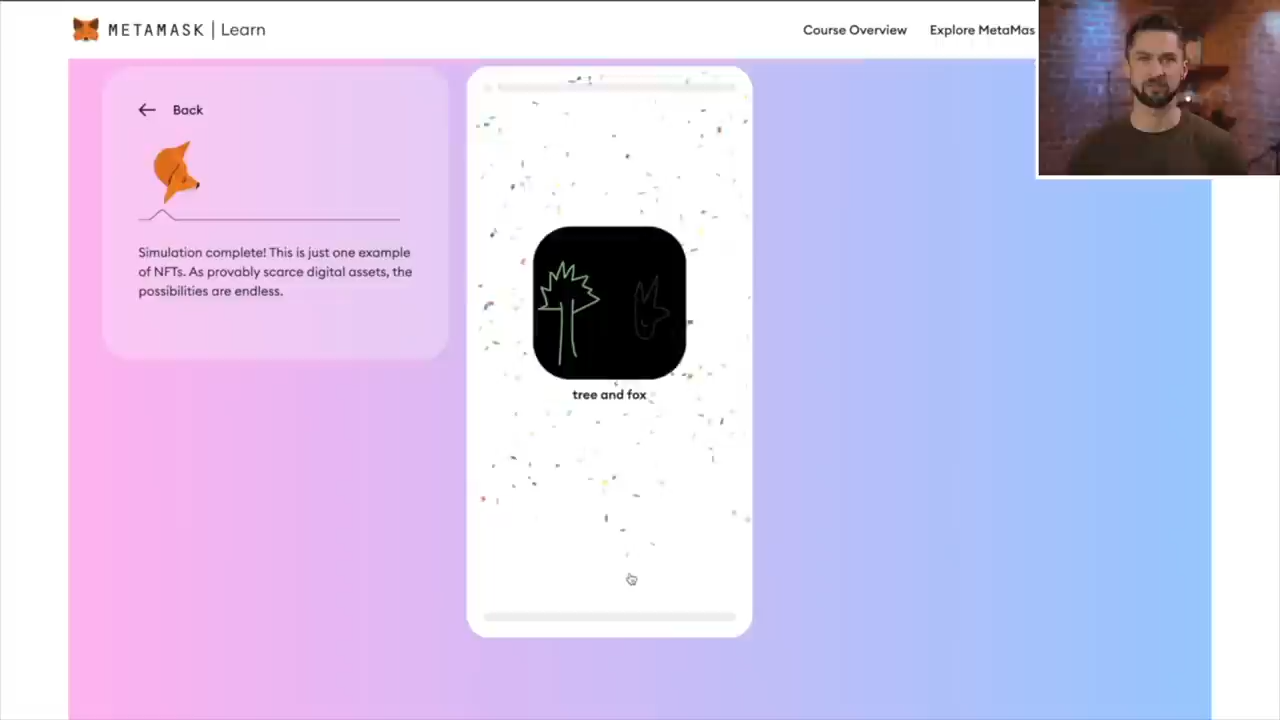 METAMASK | Learn
Course Overview
Explore MetaMas
Back
Simulation complete! This is just one example
of NFTs. As provably scarce digital assets, the
possibilities are endless.
tree and fox